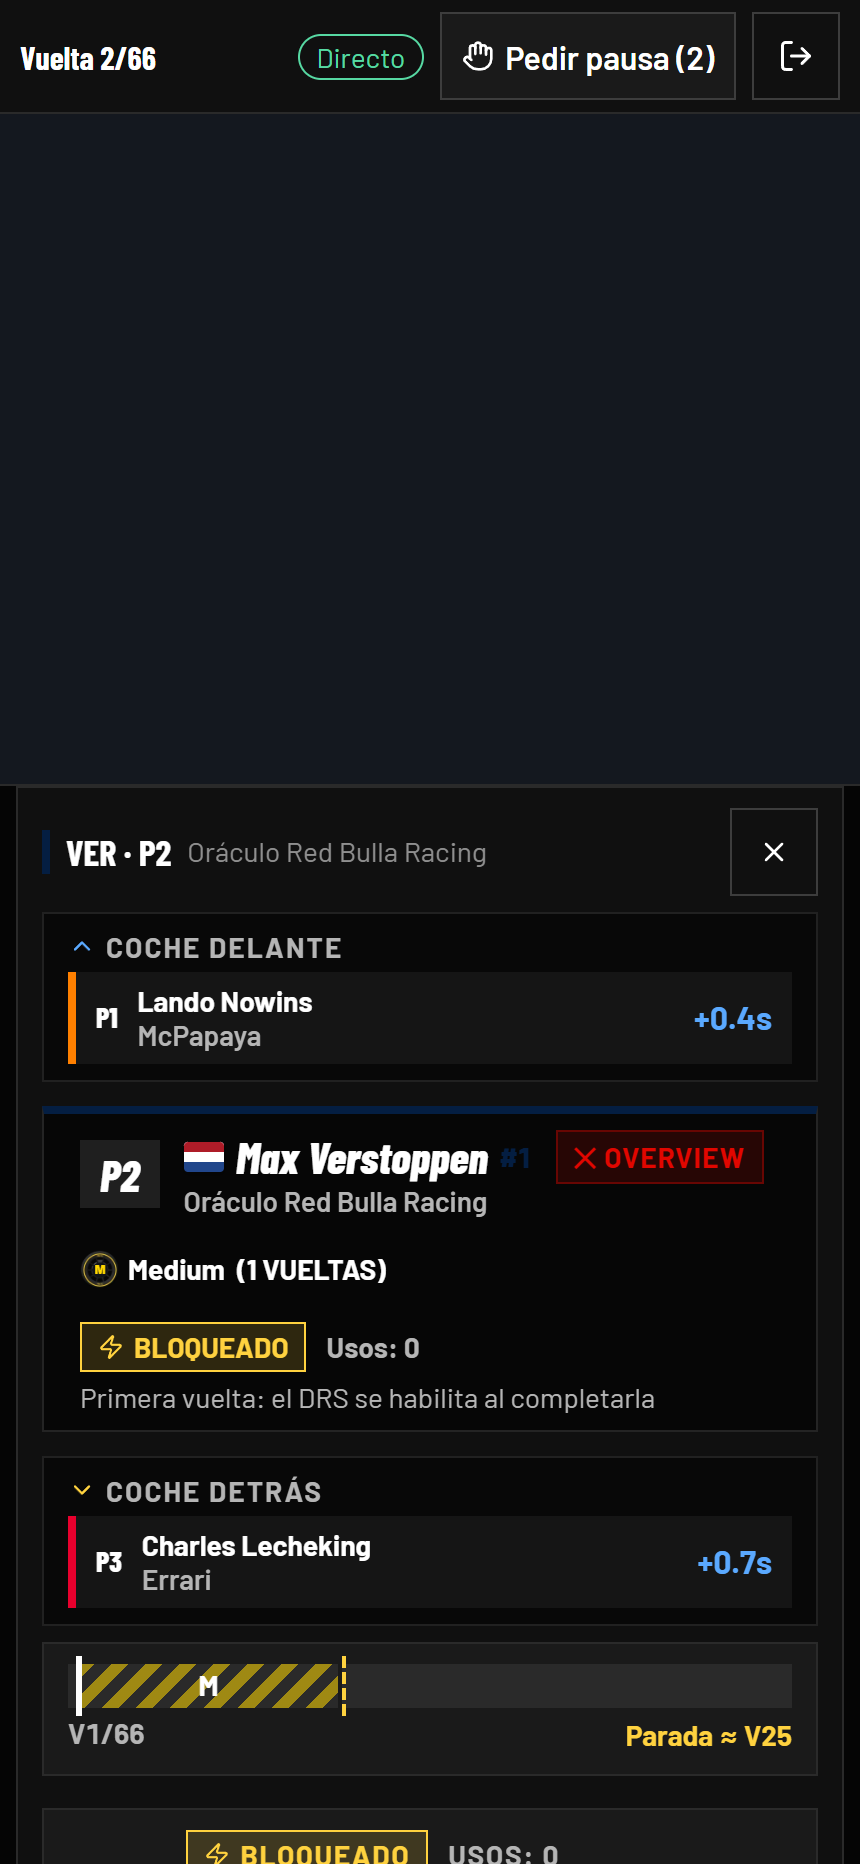 Vuelta 2/66
Directo
Pedir pausa (2)
VER · P2 Oráculo Red Bulla Racing
COCHE DELANTE
P1
Lando Nowins
McPapaya
+0.4s
P2
Max Verstoppen #1
OVERVIEW
Oráculo Red Bulla Racing
M
Medium (1 VUELTAS)
BLOQUEADO
Usos: 0
Primera vuelta: el DRS se habilita al completarla
COCHE DETRÁS
P3
Charles Lecheking
Errari
+0.7s
M
V1/66
Parada ≈ V25
BLOQUEADO
USOS: 0